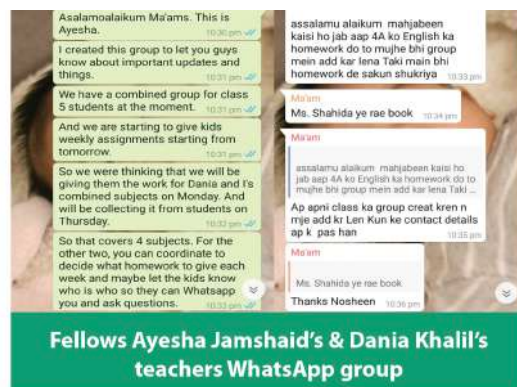 Asalamoalaikum Ma'ams. This is
Ayesha.
10:30 pm
I created this group to let you guys
know about important updates and
things.
10:31 pm
We have a combined group for class
5 students at the moment.
10:31 pm
And we are starting to give kids
weekly assignments starting from
tomorrow.
10:31 pm
So we were thinking that we will be
giving them the work for Dania and I's
combined subjects on Monday. And
will be collecting it from students on
Thursday.
10:32 pm
So that covers 4 subjects. For the
other two, you can coordinate to
decide what homework to give each
week and maybe let the kids know
who is who so they can Whatsapp
you and ask questions.
10:33 pm
assalamu alaikum mahjabeen
kaisi ho jab aap 4A ko English ka
homework do to mujhe bhi group
mein add kar lena Taki main bhi
homework de sakun shukriya
10:33 pm
Ma'am
Ms. Shahida ye rae book
10:34 pm
Ma'am
assalamu alaikum mahjabeen kaisi ho
jab aap 4A ko English ka homework do to
mujhe bhi group mein add kar lena Taki ...
Ap apni class ka group creat kren n
mje add kr Len Kun ke contact details
ap k pas han
10:35 pm
Ma'am
Ms. Shahida ye rae book
Thanks Nosheen
10:36 pm
Fellows Ayesha Jamshaid's & Dania Khalil's
teachers WhatsApp group